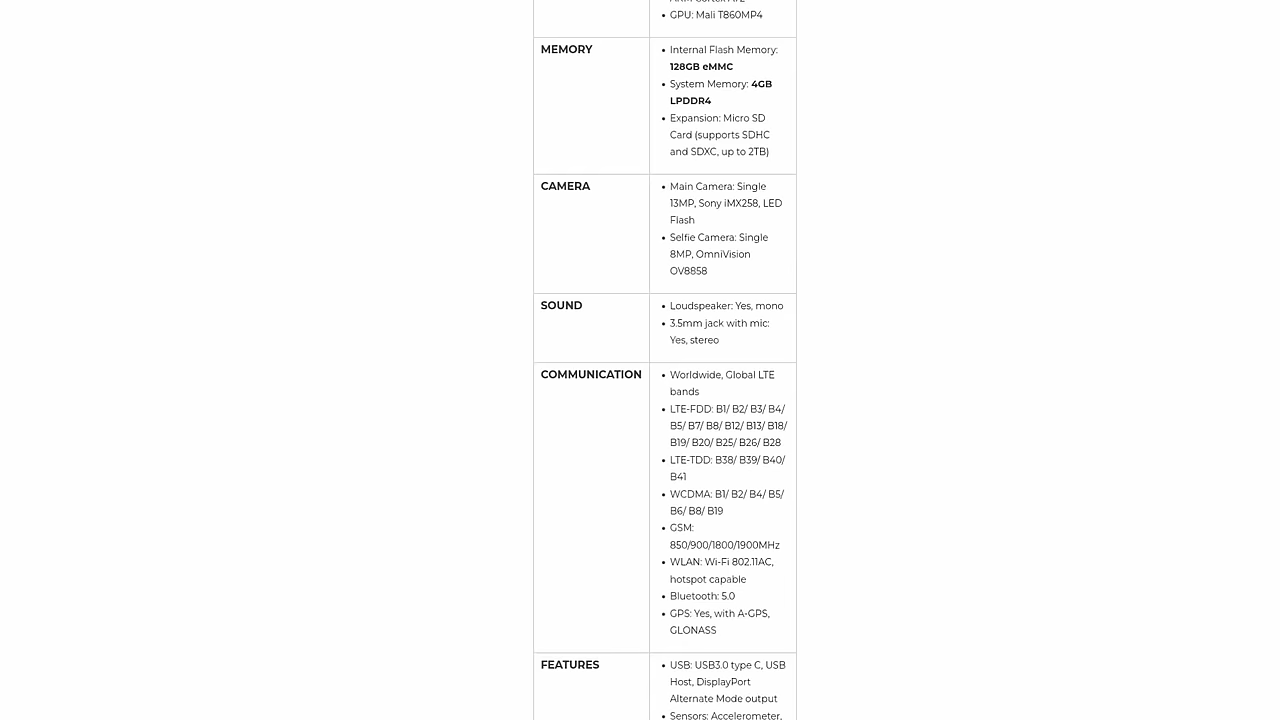 GPU: Mali T860MP4
MEMORY
Internal Flash Memory:
128GB eMMC
System Memory: 4GB
LPDDR4
Expansion: Micro SD
Card (supports SDHC
and SDXC, up to 2TB)
CAMERA
Main Camera: Single
13MP, Sony iMX258, LED
Flash
Selfie Camera: Single
8MP, OmniVision
OV8858
SOUND
Loudspeaker: Yes, mono
3.5mm jack with mic:
Yes, stereo
COMMUNICATION
Worldwide, Global LTE
bands
LTE-FDD: B1/ B2/ B3/ B4/
B5/ B7/ B8/ B12/ B13/ B18/
B19/ B20/ B25/ B26/ B28
LTE-TDD: B38/ B39/ B40/
B41
WCDMA: B1/ B2/ B4/ B5/
B6/ B8/ B19
GSM:
850/900/1800/1900MHz
WLAN: Wi-Fi 802.11AC,
hotspot capable
Bluetooth: 5.0
GPS: Yes, with A-GPS,
GLONASS
FEATURES
USB: USB3.0 type C, USB
Host, DisplayPort
Alternate Mode output
Sensors: Accelerometer,